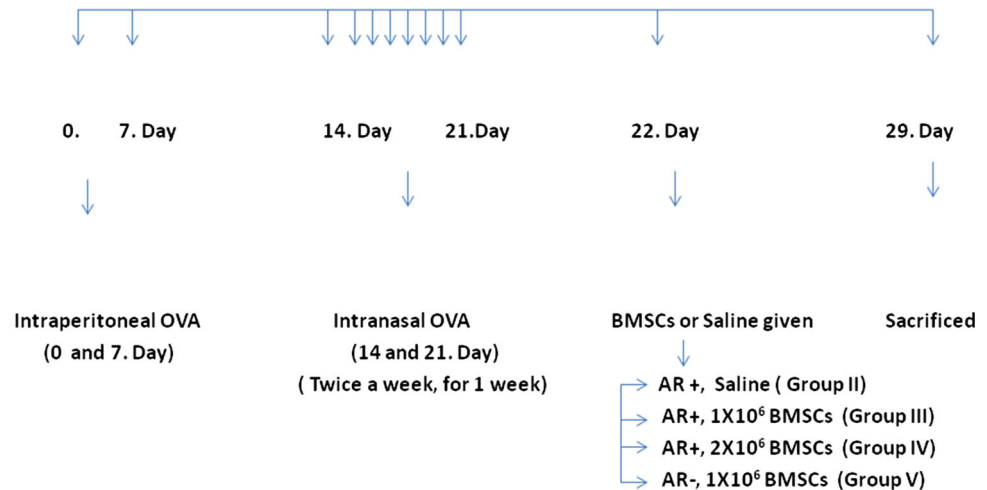 0. 7. Day 14. Day 21.Day 22. Day 29. Day
Intraperitoneal OVA
(0 and 7. Day)
Intranasal OVA
(14 and 21. Day)
( Twice a week, for 1 week)
BMSCs or Saline given
AR +, Saline ( Group II)
AR+, 1X10⁶ BMSCs (Group III)
AR+, 2X10⁶ BMSCs (Group IV)
AR-, 1X10⁶ BMSCs (Group V)
Sacrificed